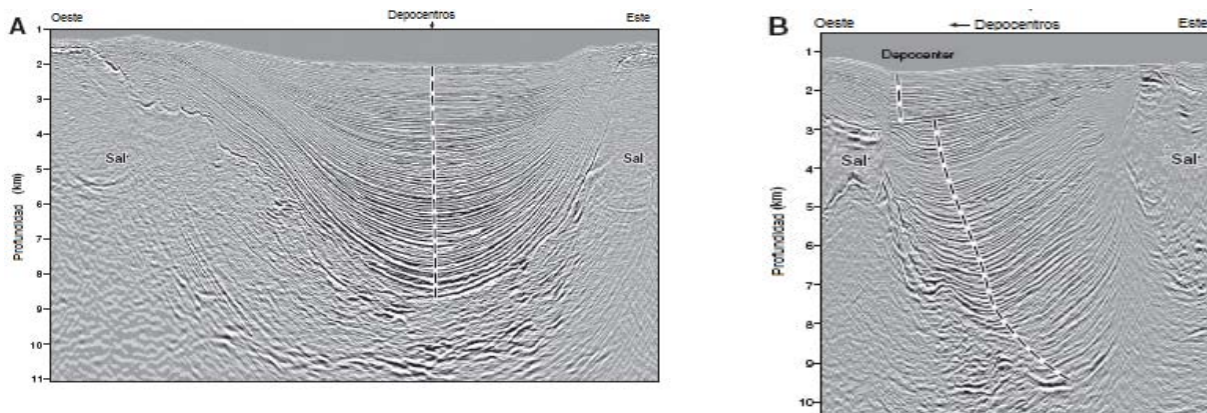 A
Oeste
Depocentros
Este
1
2
3
4
5
6
7
8
9
10
11
Profundidad (km)
Sal
Sal
B
Oeste
← Depocentros
Este
Depocenter
1
2
3
4
5
6
7
8
9
10
Profundidad (km)
Sal
Sal